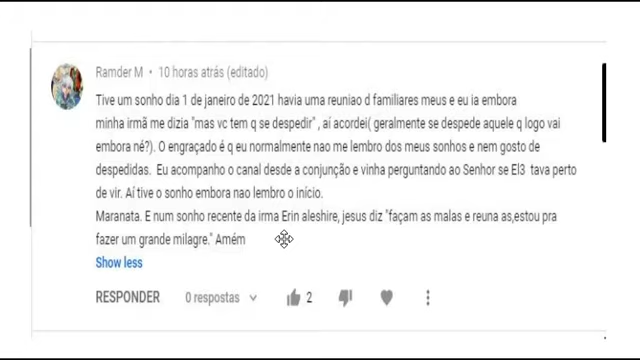 Ramder M • 10 horas atrás (editado)
Tive um sonho dia 1 de janeiro de 2021 havia uma reuniao d familiares meus e eu ia embora
minha irmã me dizia "mas vc tem q se despedir" , aí acordei( geralmente se despede aquele q logo vai
embora né?). O engraçado é q eu normalmente nao me lembro dos meus sonhos e nem gosto de
despedidas. Eu acompanho o canal desde a conjunção e vinha perguntando ao Senhor se El3 tava perto
de vir. Aí tive o sonho embora nao lembro o início.
Maranata. E num sonho recente da irma Erin aleshire, jesus diz "façam as malas e reuna as,estou pra
fazer um grande milagre." Amém
Show less
RESPONDER 0 respostas 2